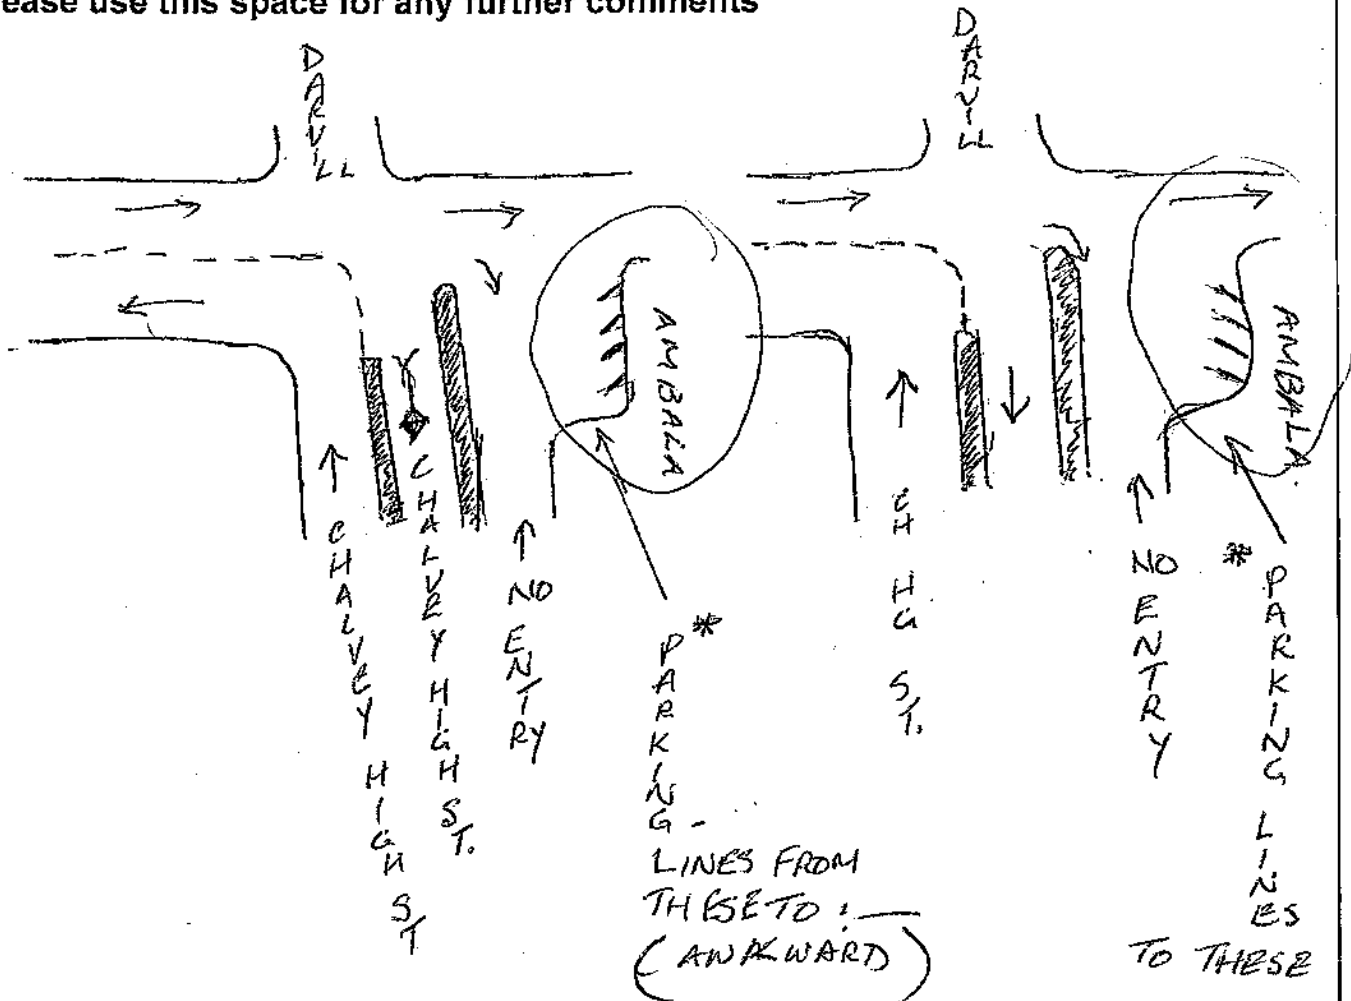 ease use this space for any further comments
DARVILL
DARVILL
AMBALA
AMBALA.
CHALVEY HIGH ST
CHALVEY HIGH ST.
NO ENTRY
PARKING *
LINES FROM
THESE TO :—
(AWKWARD)
CH HG ST.
NO ENTRY
* PARKING LINES
TO THESE